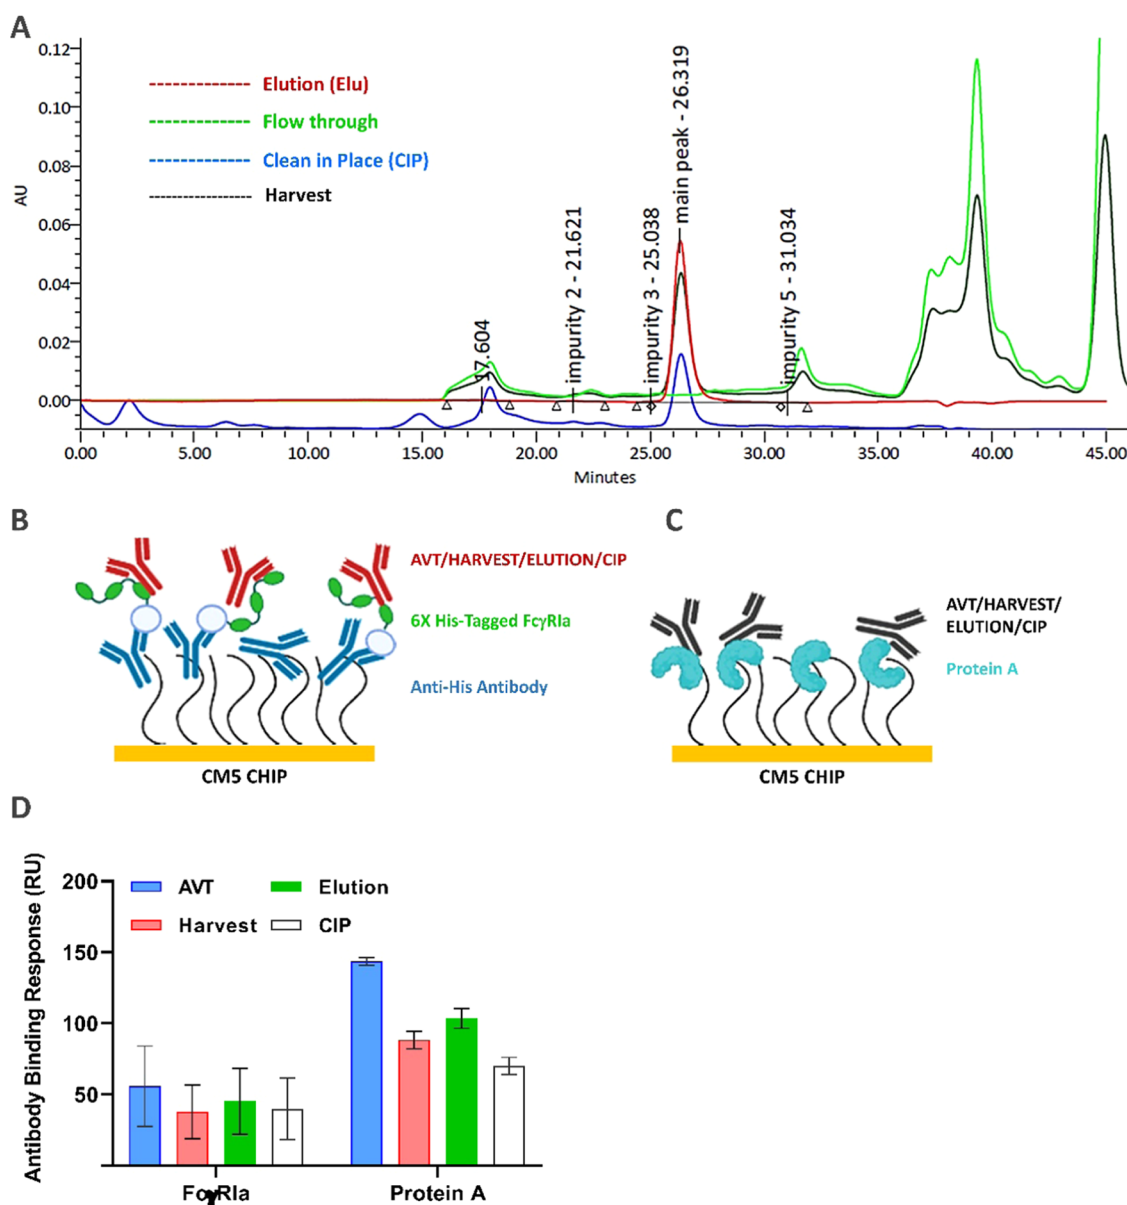 A
0.12
0.10
0.08
0.06
0.04
0.02
0.00
AU
Elution (Elu)
Flow through
Clean in Place (CIP)
Harvest
17.604
impurity 2 - 21.621
impurity 3 - 25.038
main peak - 26.319
impurity 5 - 31.034
0.00 5.00 10.00 15.00 20.00 25.00 30.00 35.00 40.00 45.00
Minutes
B
AVT/HARVEST/ELUTION/CIP
6X His-Tagged FcγRIa
Anti-His Antibody
CM5 CHIP
C
AVT/HARVEST/
ELUTION/CIP
Protein A
CM5 CHIP
D
Antibody Binding Response (RU)
200
150
100
50
AVT
Elution
Harvest
CIP
FcγRIa
Protein A